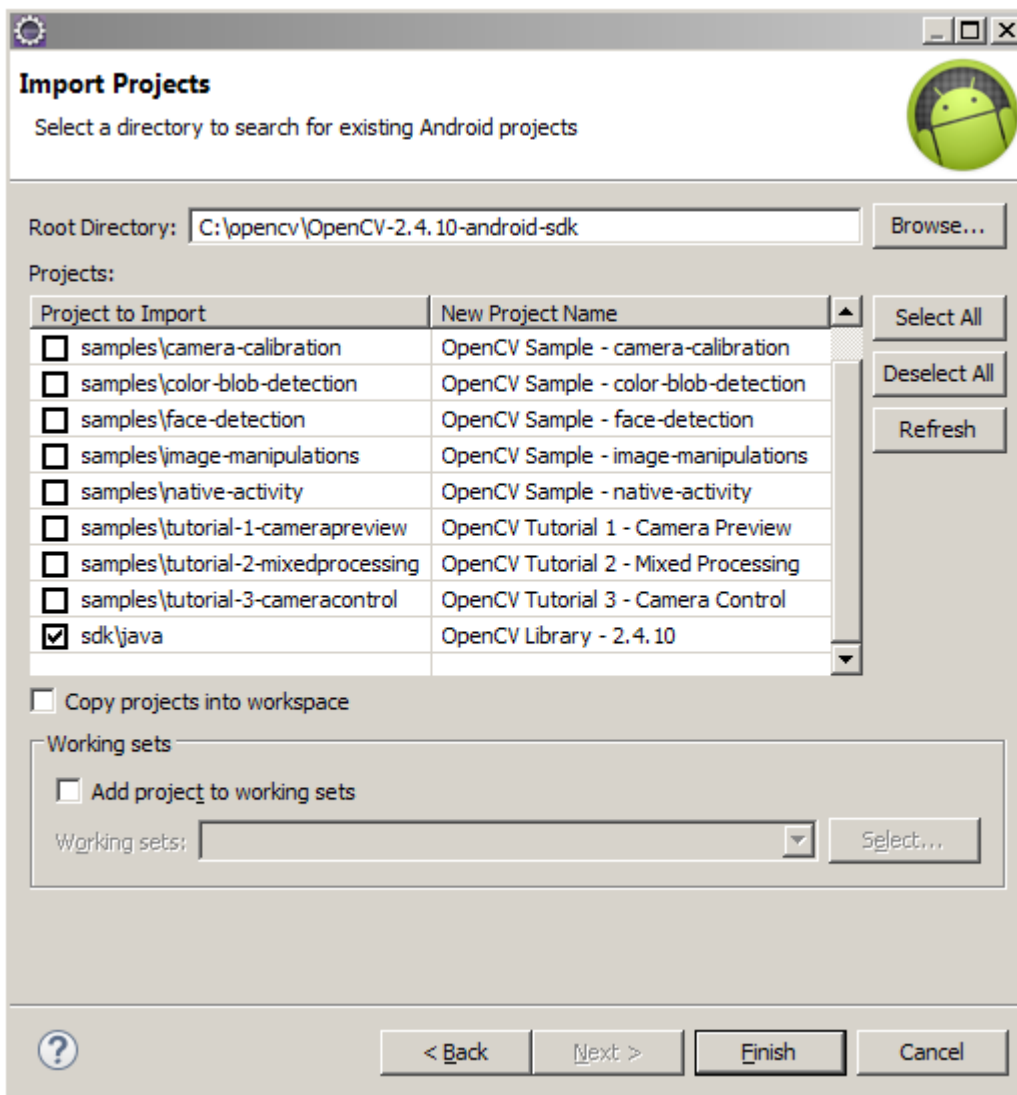 Import Projects
Select a directory to search for existing Android projects
Root Directory: C:\opencv\OpenCV-2.4.10-android-sdk Browse...
Projects:
Project to Import New Project Name Select All
samples\camera-calibration OpenCV Sample - camera-calibration
samples\color-blob-detection OpenCV Sample - color-blob-detection Deselect All
samples\face-detection OpenCV Sample - face-detection Refresh
samples\image-manipulations OpenCV Sample - image-manipulations
samples\native-activity OpenCV Sample - native-activity
samples\tutorial-1-camerapreview OpenCV Tutorial 1 - Camera Preview
samples\tutorial-2-mixedprocessing OpenCV Tutorial 2 - Mixed Processing
samples\tutorial-3-cameracontrol OpenCV Tutorial 3 - Camera Control
sdk\java OpenCV Library - 2.4.10
Copy projects into workspace
Working sets
Add project to working sets
Working sets: Select...
? < Back Next > Finish Cancel